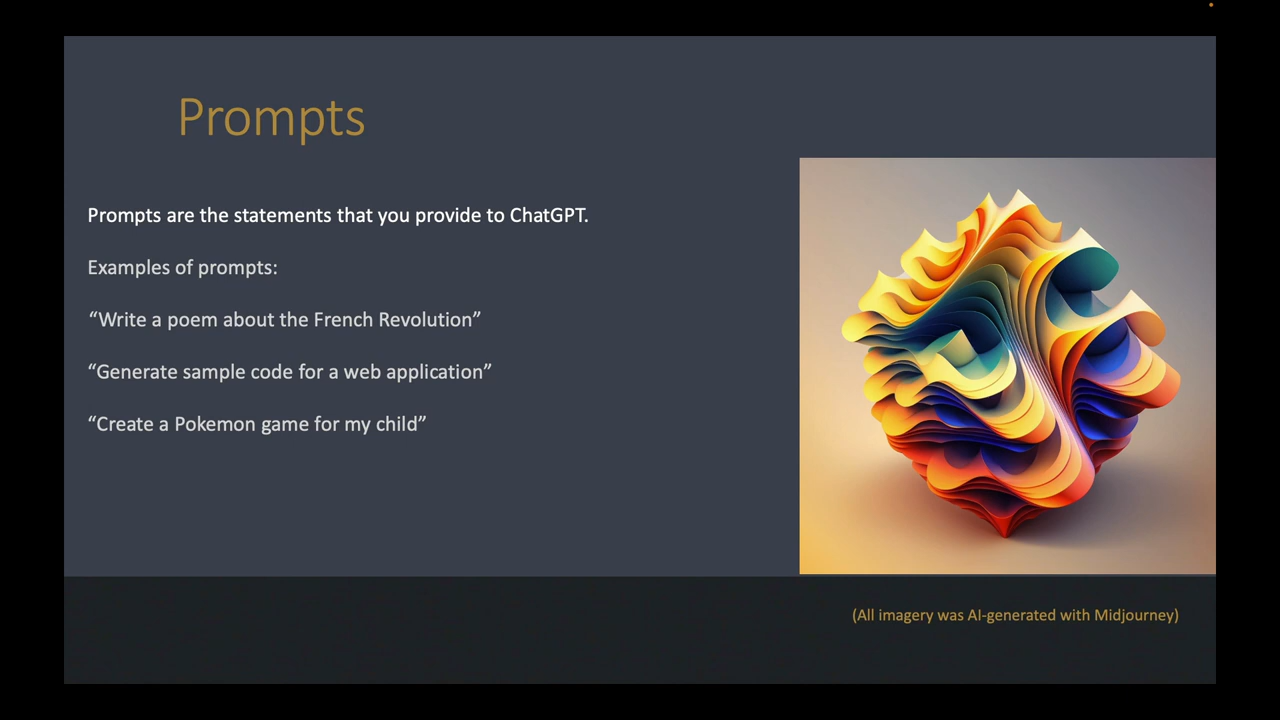 Prompts
Prompts are the statements that you provide to ChatGPT.
Examples of prompts:
“Write a poem about the French Revolution”
“Generate sample code for a web application”
“Create a Pokemon game for my child”
(All imagery was AI-generated with Midjourney)